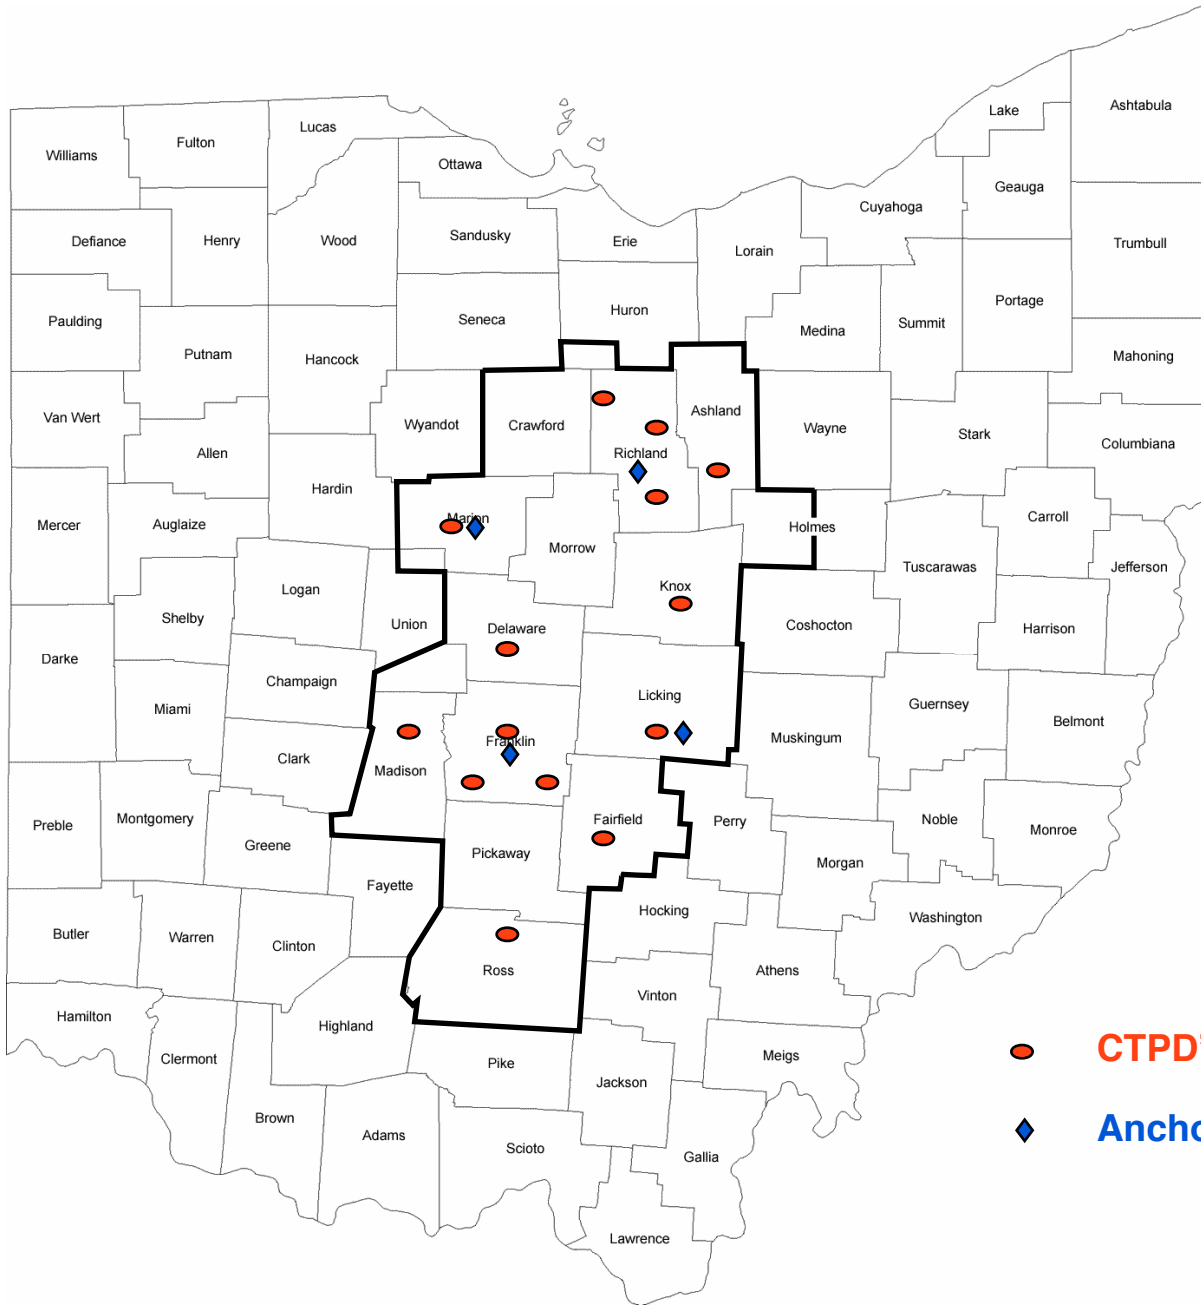 Ashtabula
Lake
Lucas
Fulton
Williams
Ottawa
Geauga
Cuyahoga
Sandusky
Erie
Defiance
Henry
Wood
Trumbull
Lorain
Portage
Huron
Seneca
Paulding
Summit
Medina
Putnam
Hancock
Mahoning
Ashland
Van Wert
Wyandot
Crawford
Wayne
Stark
Columbiana
Allen
Richland
Hardin
Carroll
Marion
Mercer
Auglaize
Holmes
Morrow
Tuscarawas
Jefferson
Knox
Logan
Shelby
Union
Delaware
Coshocton
Harrison
Darke
Champaign
Licking
Miami
Guernsey
Belmont
Franklin
Muskingum
Clark
Madison
Montgomery
Fairfield
Perry
Noble
Preble
Monroe
Greene
Pickaway
Morgan
Fayette
Hocking
Washington
Butler
Warren
Clinton
Ross
Athens
Vinton
Hamilton
Highland
CTPD'
Meigs
Clermont
Pike
Jackson
Brown
Ancho
Adams
Scioto
Gallia
Lawrence